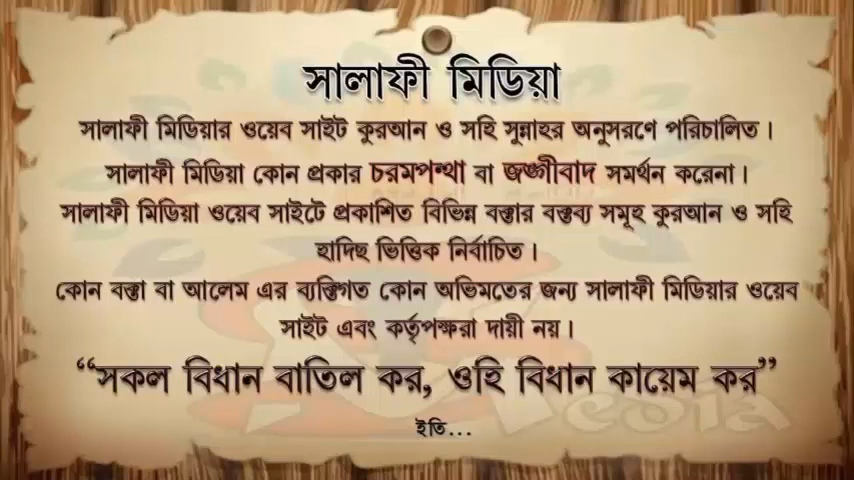 সালাফী মিডিয়া
সালাফী মিডিয়ার ওয়েব সাইট কুরআন ও সহি সুন্নাহর অনুসরণে পরিচালিত।
সালাফী মিডিয়া কোন প্রকার চরমপন্থা বা জঙ্গীবাদ সমর্থন করেনা।
সালাফী মিডিয়া ওয়েব সাইটে প্রকাশিত বিভিন্ন বক্তার বক্তব্য সমূহ কুরআন ও সহি
হাদিছ ভিত্তিক নির্বাচিত।
কোন বক্তা বা আলেম এর ব্যক্তিগত কোন অভিমতের জন্য সালাফী মিডিয়ার ওয়েব
সাইট এবং কর্তৃপক্ষরা দায়ী নয়।
“সকল বিধান বাতিল কর, ওহি বিধান কায়েম কর”
ইতি...